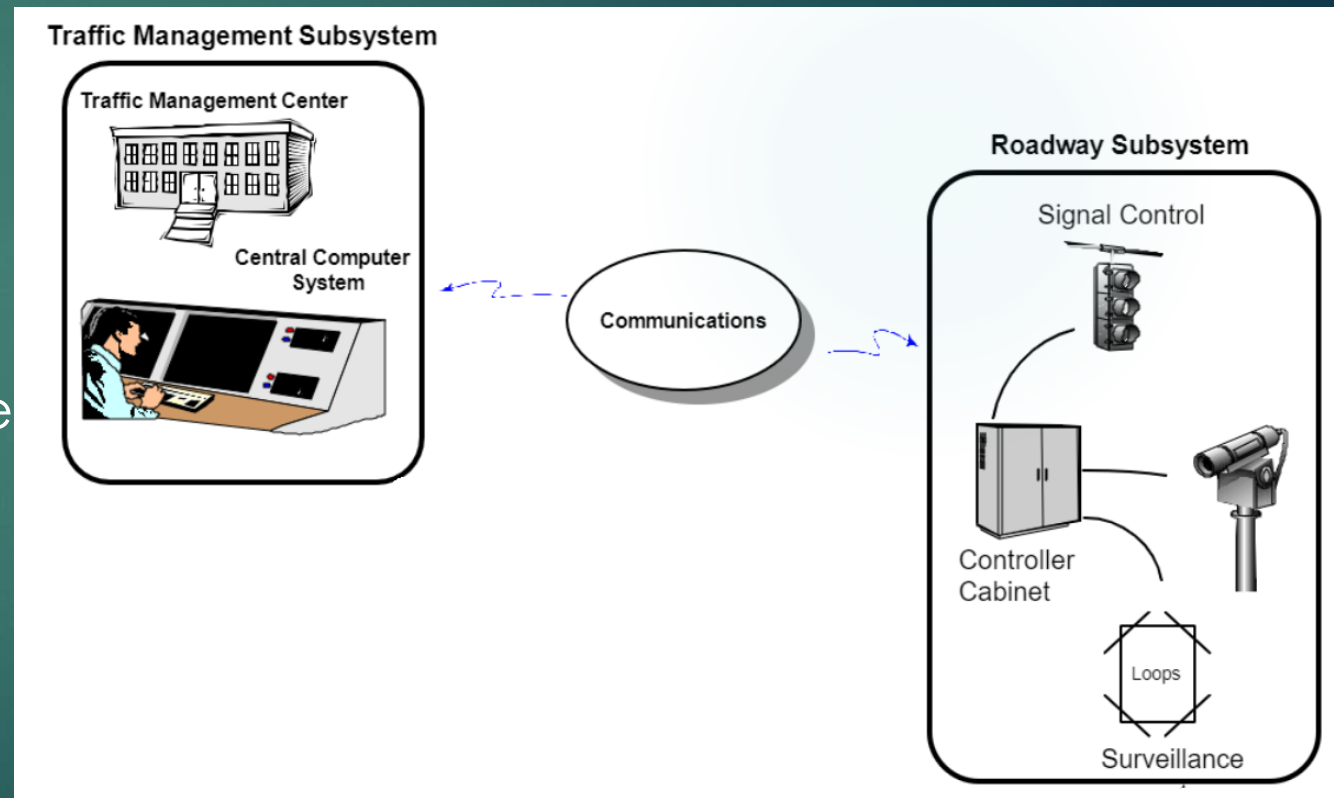 Traffic Management Subsystem
Traffic Management Center
Central Computer
System
Communications
Roadway Subsystem
Signal Control
Controller
Cabinet
Loops
Surveillance